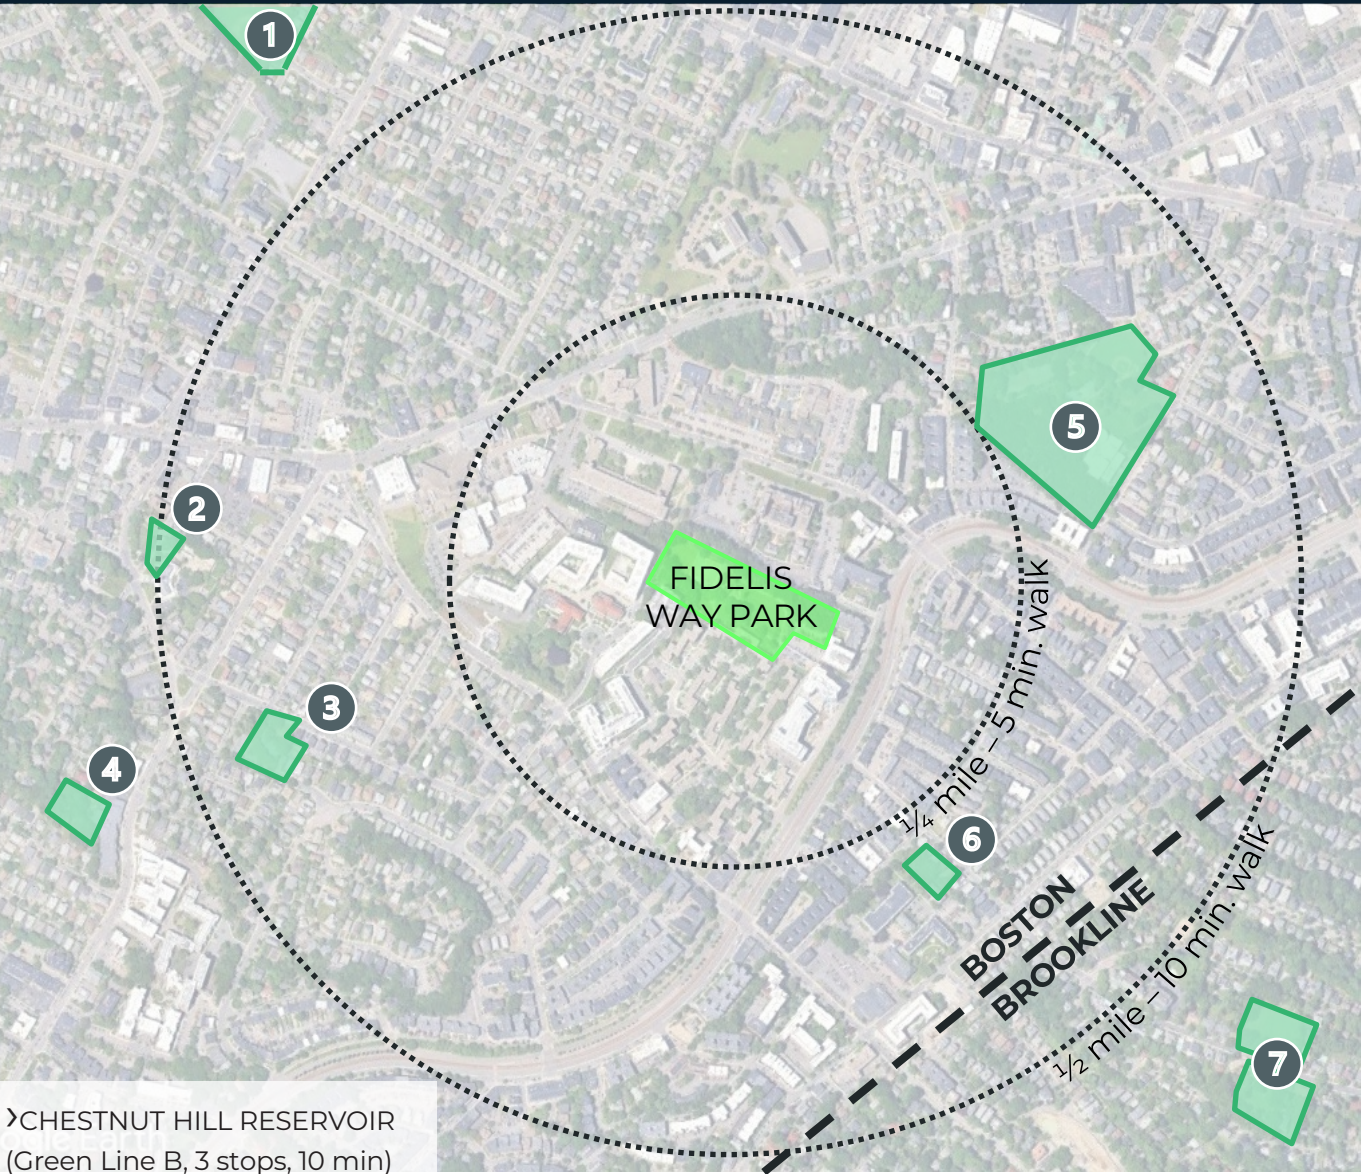 1
5
2
FIDELIS
WAY PARK
¼ mile – 5 min. walk
3
4
6
BOSTON
BROOKLINE
½ mile – 10 min. walk
7
›CHESTNUT HILL RESERVOIR
(Green Line B, 3 stops, 10 min)